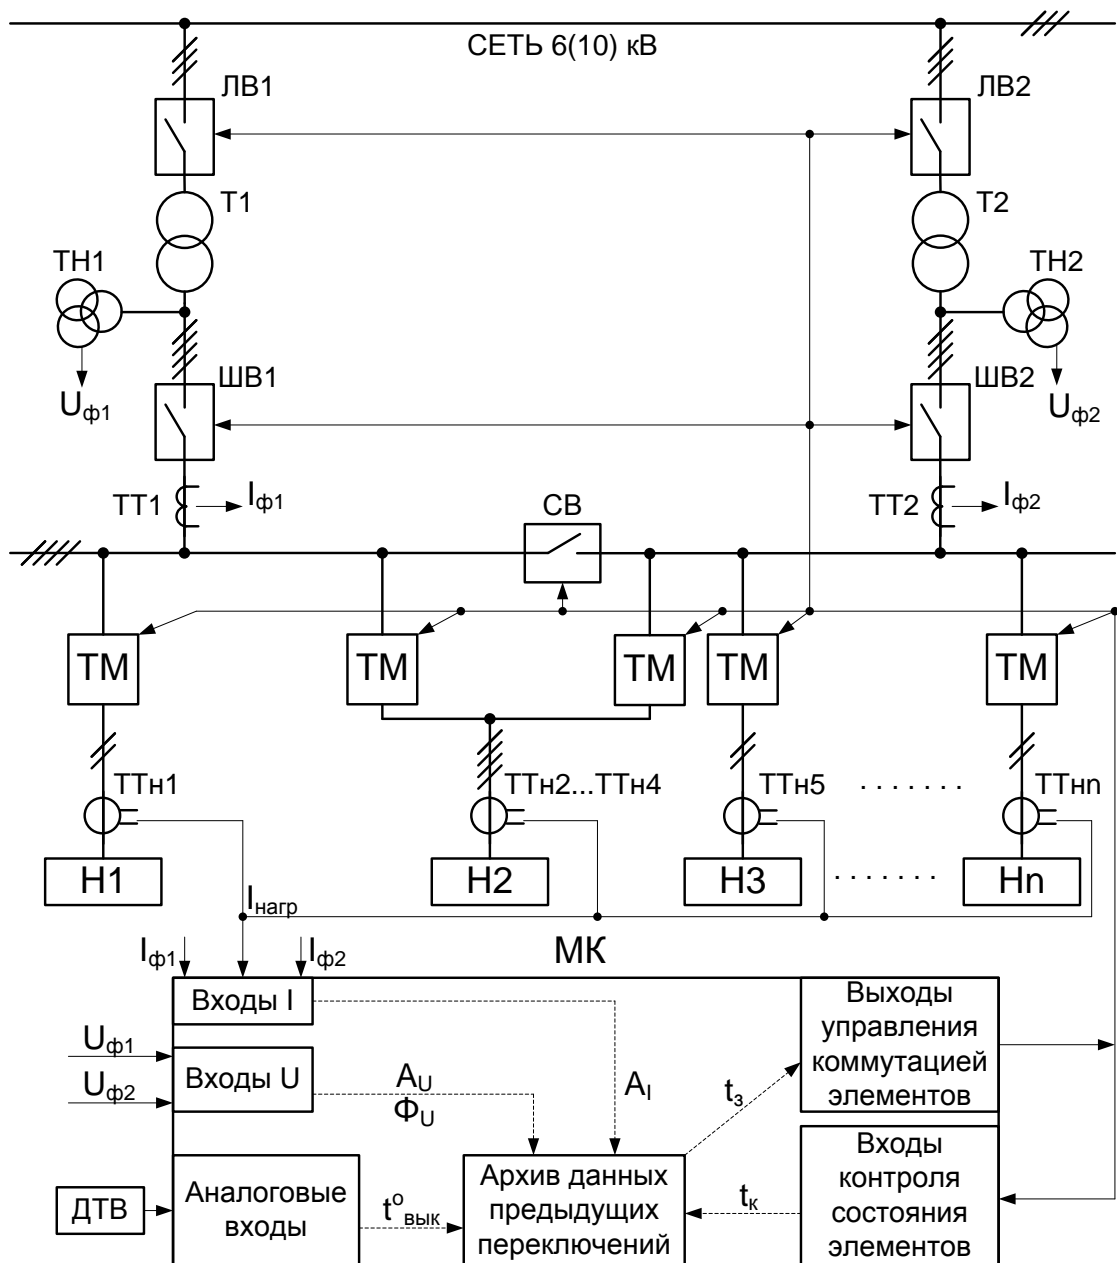 СЕТЬ 6(10) кВ
ЛВ1
ЛВ2
Т1
Т2
ТН1
ТН2
ШВ1
ШВ2
Uф1
Uф2
ТТ1
Iф1
СВ
ТТ2
Iф2
ТМ
ТМ
ТМ
ТМ
ТМ
ТТн1
ТТн2...ТТн4
ТТн5
. . . . . . .
ТТнn
Н1
Н2
Н3
. . . . . . .
Нn
Iнагр
Iф1
Iф2
МК
Входы I
Выходы
управления
коммутацией
элементов
Uф1
Uф2
Входы U
AU
ФU
AI
tз
ДТВ
Аналоговые
входы
tовык
Архив данных
предыдущих
переключений
tк
Входы
контроля
состояния
элементов